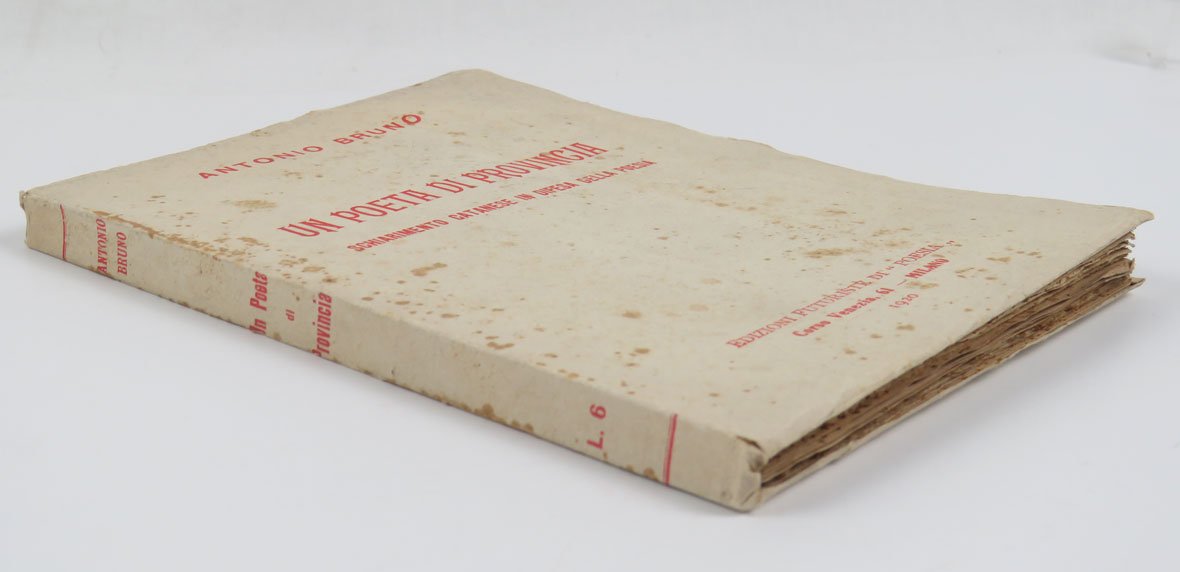 ANTONIO BRUNO
UN POETA DI PROVINCIA
SCHIARIMENTO CATANESE IN DIFESA DELLA POESIA
EDIZIONI FUTURISTE DI "POESIA"
Corso Venezia, 61 - MILANO
1920
ANTONIO
BRUNO
Un Poeta
di
Provincia
L. 6